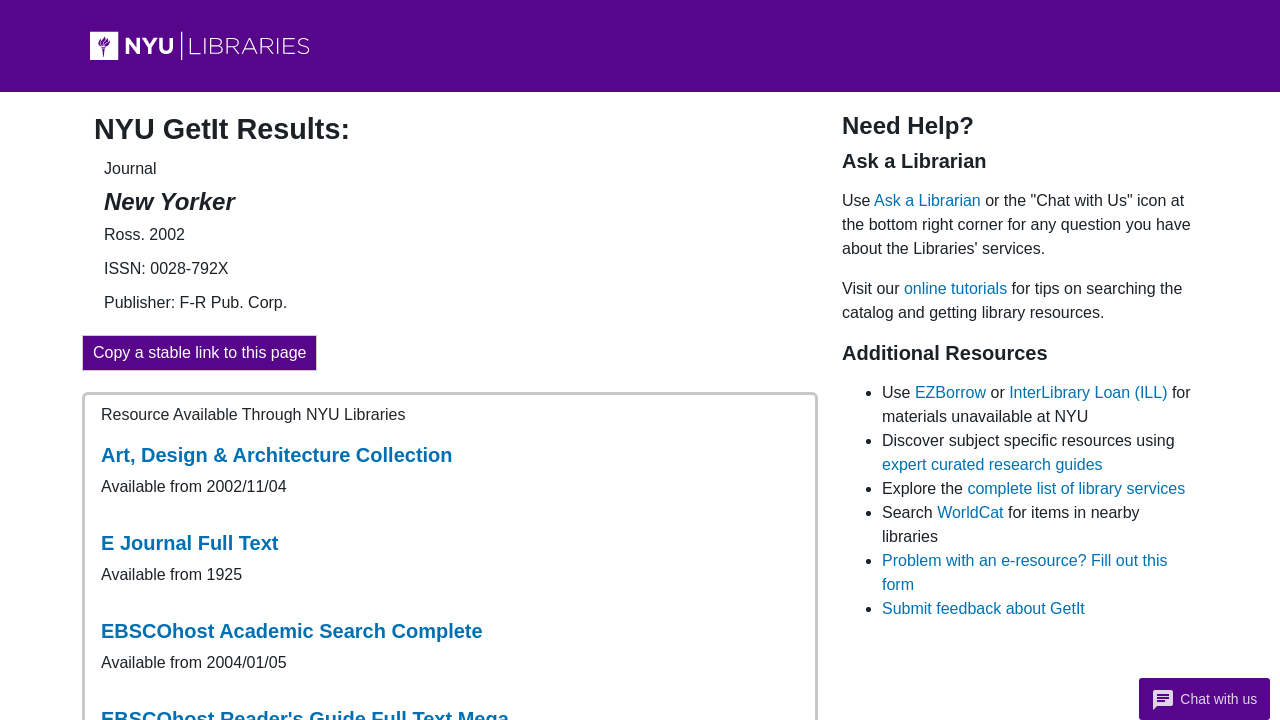 NYU LIBRARIES
NYU GetIt Results:
Journal
New Yorker
Ross. 2002
ISSN: 0028-792X
Publisher: F-R Pub. Corp.
Copy a stable link to this page
Resource Available Through NYU Libraries
Art, Design & Architecture Collection
Available from 2002/11/04
E Journal Full Text
Available from 1925
EBSCOhost Academic Search Complete
Available from 2004/01/05
EBSCOhost Reader's Guide Full Text Mega
Need Help?
Ask a Librarian
Use Ask a Librarian or the "Chat with Us" icon at
the bottom right corner for any question you have
about the Libraries' services.
Visit our online tutorials for tips on searching the
catalog and getting library resources.
Additional Resources
Use EZBorrow or InterLibrary Loan (ILL) for
materials unavailable at NYU
Discover subject specific resources using
expert curated research guides
Explore the complete list of library services
Search WorldCat for items in nearby
libraries
Problem with an e-resource? Fill out this
form
Submit feedback about GetIt
Chat with us